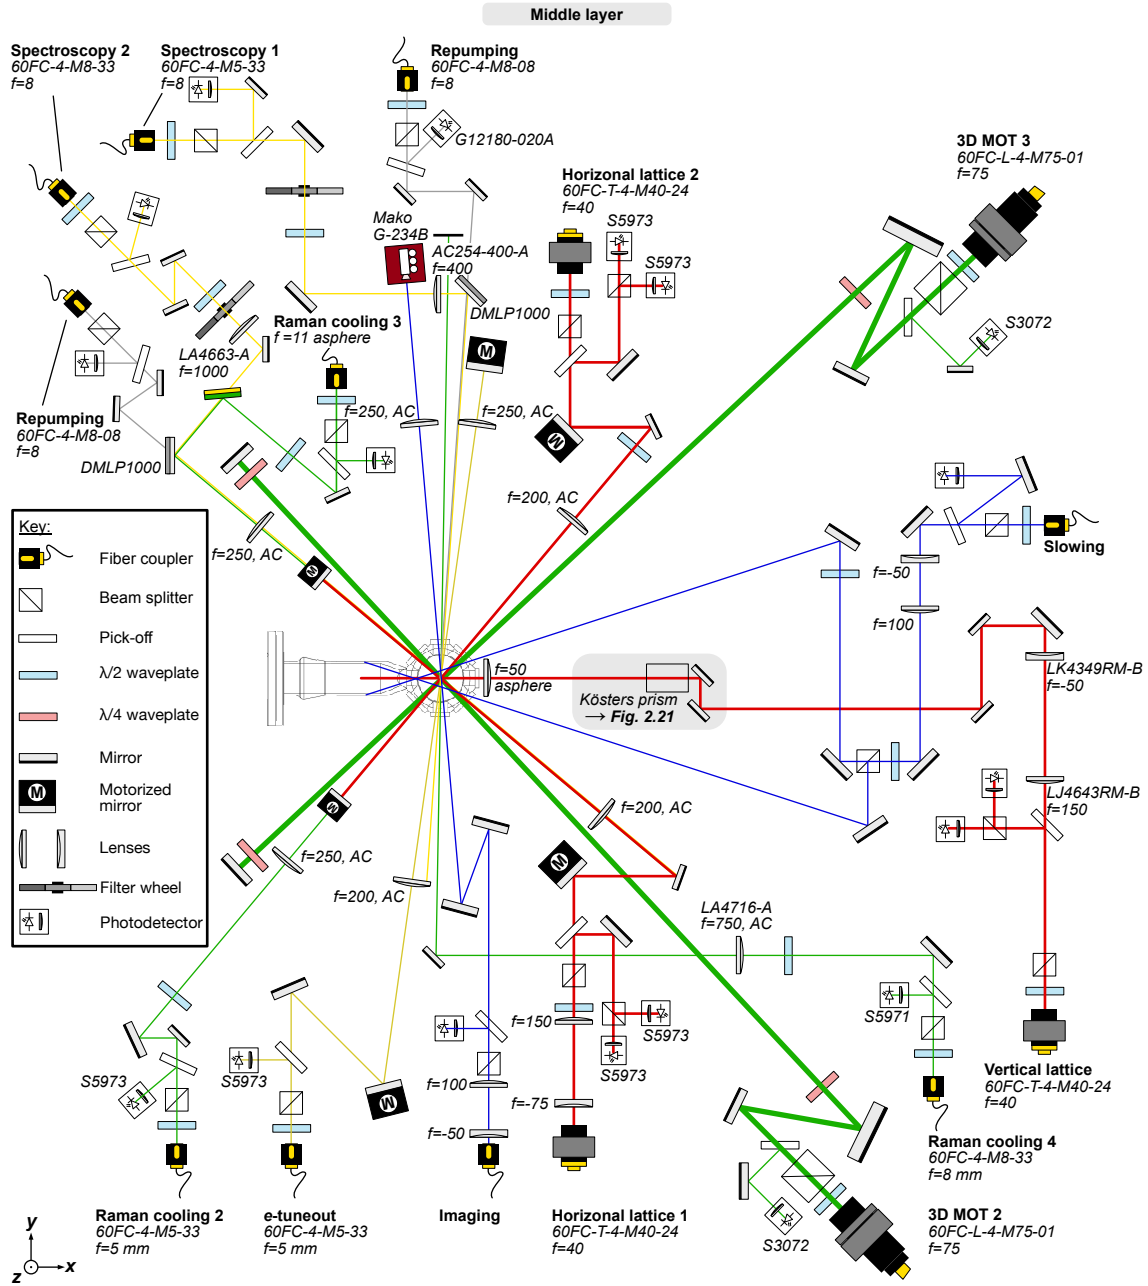 Middle layer
Spectroscopy 2
60FC-4-M8-33
f=8
Spectroscopy 1
60FC-4-M5-33
f=8
Repumping
60FC-4-M8-08
f=8
G12180-020A
3D MOT 3
60FC-L-4-M75-01
f=75
Horizonal lattice 2
60FC-T-4-M40-24
f=40
S5973
S5973
Mako
G-234B
AC254-400-A
f=400
DMLP1000
S3072
LA4663-A
f=1000
Raman cooling 3
f =11 asphere
Repumping
60FC-4-M8-08
f=8
DMLP1000
f=250, AC
f=250, AC
M
M
f=200, AC
f=250, AC
M
Slowing
f=-50
f=100
Key:
Fiber coupler
Beam splitter
Pick-off
λ/2 waveplate
λ/4 waveplate
Mirror
M
Motorized
mirror
Lenses
Filter wheel
Photodetector
f=50
asphere
Kösters prism
→ Fig. 2.21
LK4349RM-B
f=-50
LJ4643RM-B
f=150
M
f=250, AC
f=200, AC
f=200, AC
M
LA4716-A
f=750, AC
S5971
f=150
S5973
S5973
S5973
S5973
f=100
f=-75
f=-50
M
Vertical lattice
60FC-T-4-M40-24
f=40
Raman cooling 4
60FC-4-M8-33
f=8 mm
Raman cooling 2
60FC-4-M5-33
f=5 mm
e-tuneout
60FC-4-M5-33
f=5 mm
Imaging
Horizonal lattice 1
60FC-T-4-M40-24
f=40
S3072
3D MOT 2
60FC-L-4-M75-01
f=75
y
x
z